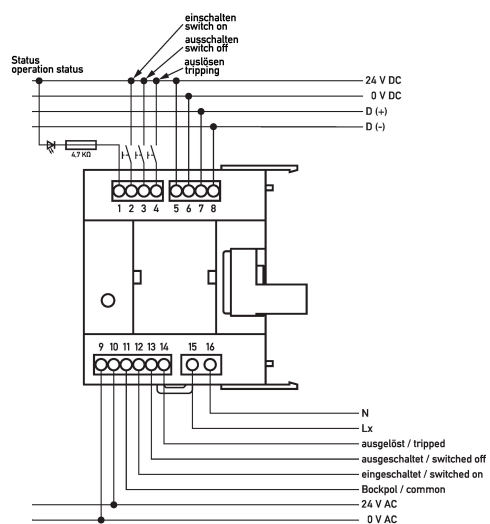 einschalten
switch on
ausschalten
switch off
auslösen
tripping
Status
operation status
24 V DC
0 V DC
D (+)
D (-)
4,7 KΩ
1 2 3 4 5 6 7 8
9 10 11 12 13 14 15 16
N
Lx
ausgelöst / tripped
ausgeschaltet / switched off
eingeschaltet / switched on
Bockpol / common
24 V AC
0 V AC